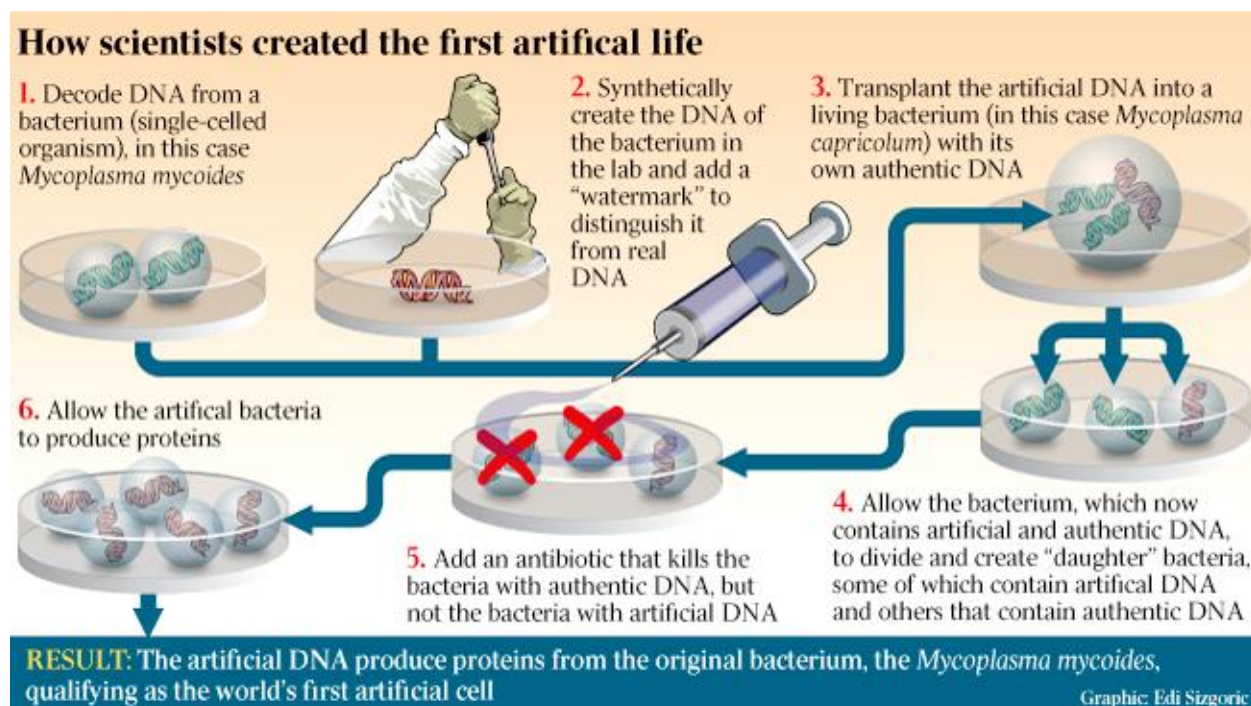 How scientists created the first artifical life
1. Decode DNA from a
bacterium (single-celled
organism), in this case
Mycoplasma mycoides
2. Synthetically
create the DNA of
the bacterium in
the lab and add a
“watermark” to
distinguish it
from real
DNA
3. Transplant the artificial DNA into a
living bacterium (in this case Mycoplasma
capricolum) with its
own authentic DNA
4. Allow the bacterium, which now
contains artificial and authentic DNA,
to divide and create “daughter” bacteria,
some of which contain artifical DNA
and others that contain authentic DNA
5. Add an antibiotic that kills the
bacteria with authentic DNA, but
not the bacteria with artificial DNA
6. Allow the artifical bacteria
to produce proteins
RESULT: The artificial DNA produce proteins from the original bacterium, the Mycoplasma mycoides,
qualifying as the world's first artificial cell
Graphic: Edi Sizgoric